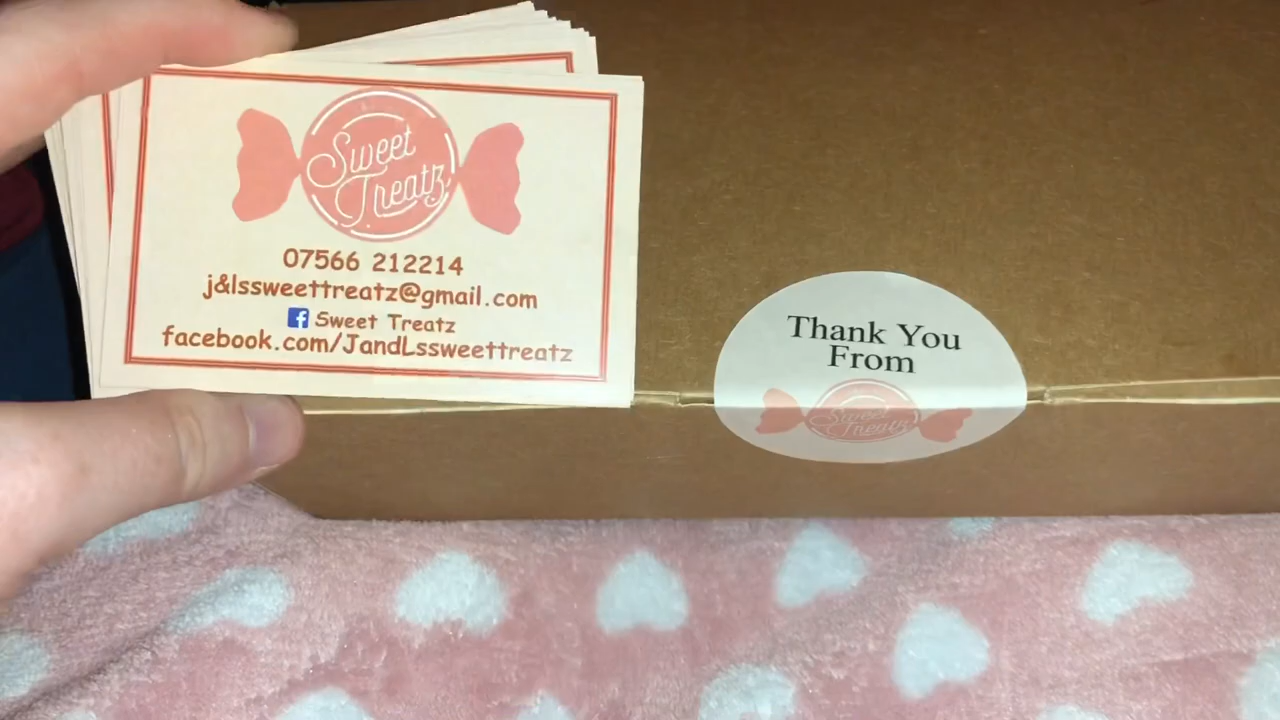 Sweet
Treatz
07566 212214
j&lssweettreatz@gmail.com
Sweet Treatz
facebook.com/JandLssweettreatz
Thank You
From
Sweet
Treatz